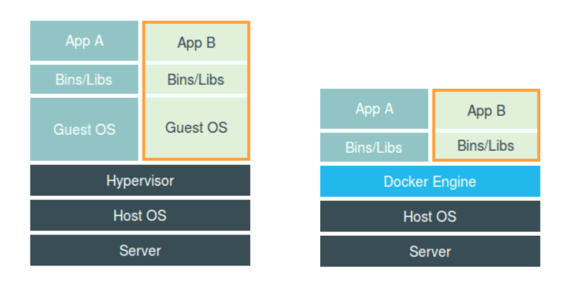 App A
App B
Bins/Libs
Bins/Libs
Guest OS
Guest OS
Hypervisor
Host OS
Server
App A
App B
Bins/Libs
Bins/Libs
Docker Engine
Host OS
Server